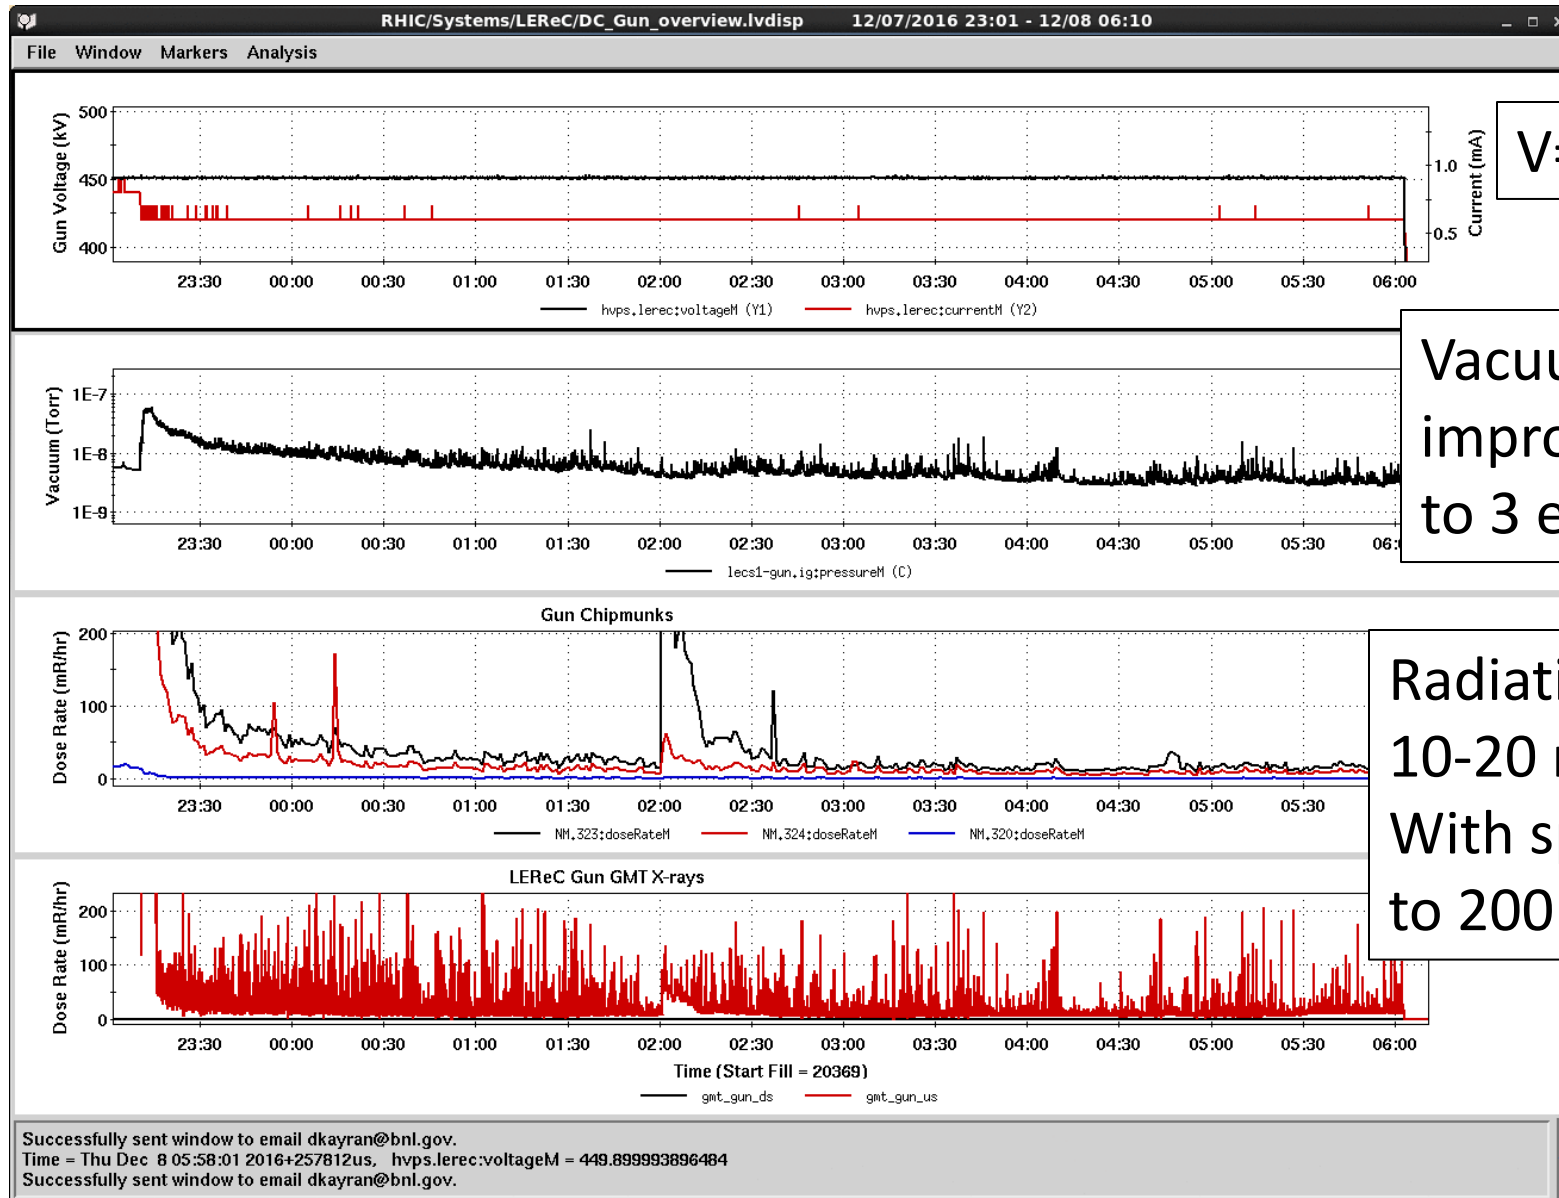 RHIC/Systems/LEReC/DC_Gun_overview.lvdisp 12/07/2016 23:01 - 12/08 06:10
File Window Markers Analysis
500
450
400
Gun Voltage (kV)
1.0
0.5
Current (mA)
V=
23:30 00:00 00:30 01:00 01:30 02:00 02:30 03:00 03:30 04:00 04:30 05:00 05:30 06:00
hvps.lerec:voltageM (Y1) hvps.lerec:currentM (Y2)
1E-7
1E-8
1E-9
Vacuum (Torr)
23:30 00:00 00:30 01:00 01:30 02:00 02:30 03:00 03:30 04:00 04:30 05:00 05:30 06:
lecs1-gun.ig:pressureM (C)
to 3
Gun Chipmunks
200
100
0
Dose Rate (mR/hr)
23:30 00:00 00:30 01:00 01:30 02:00 02:30 03:00 03:30 04:00 04:30 05:00 05:30
NM.323:doseRateM NM.324:doseRateM NM.320:doseRateM
10-20
With
to 200
LEReC Gun GMT X-rays
200
100
0
Dose Rate (mR/hr)
23:30 00:00 00:30 01:00 01:30 02:00 02:30 03:00 03:30 04:00 04:30 05:00 05:30 06:00
Time (Start Fill = 20369)
gmt_gun_ds gmt_gun_us
Successfully sent window to email dkayran@bnl.gov.
Time = Thu Dec 8 05:58:01 2016+257812us, hvps.lerec:voltageM = 449.899993896484
Successfully sent window to email dkayran@bnl.gov.